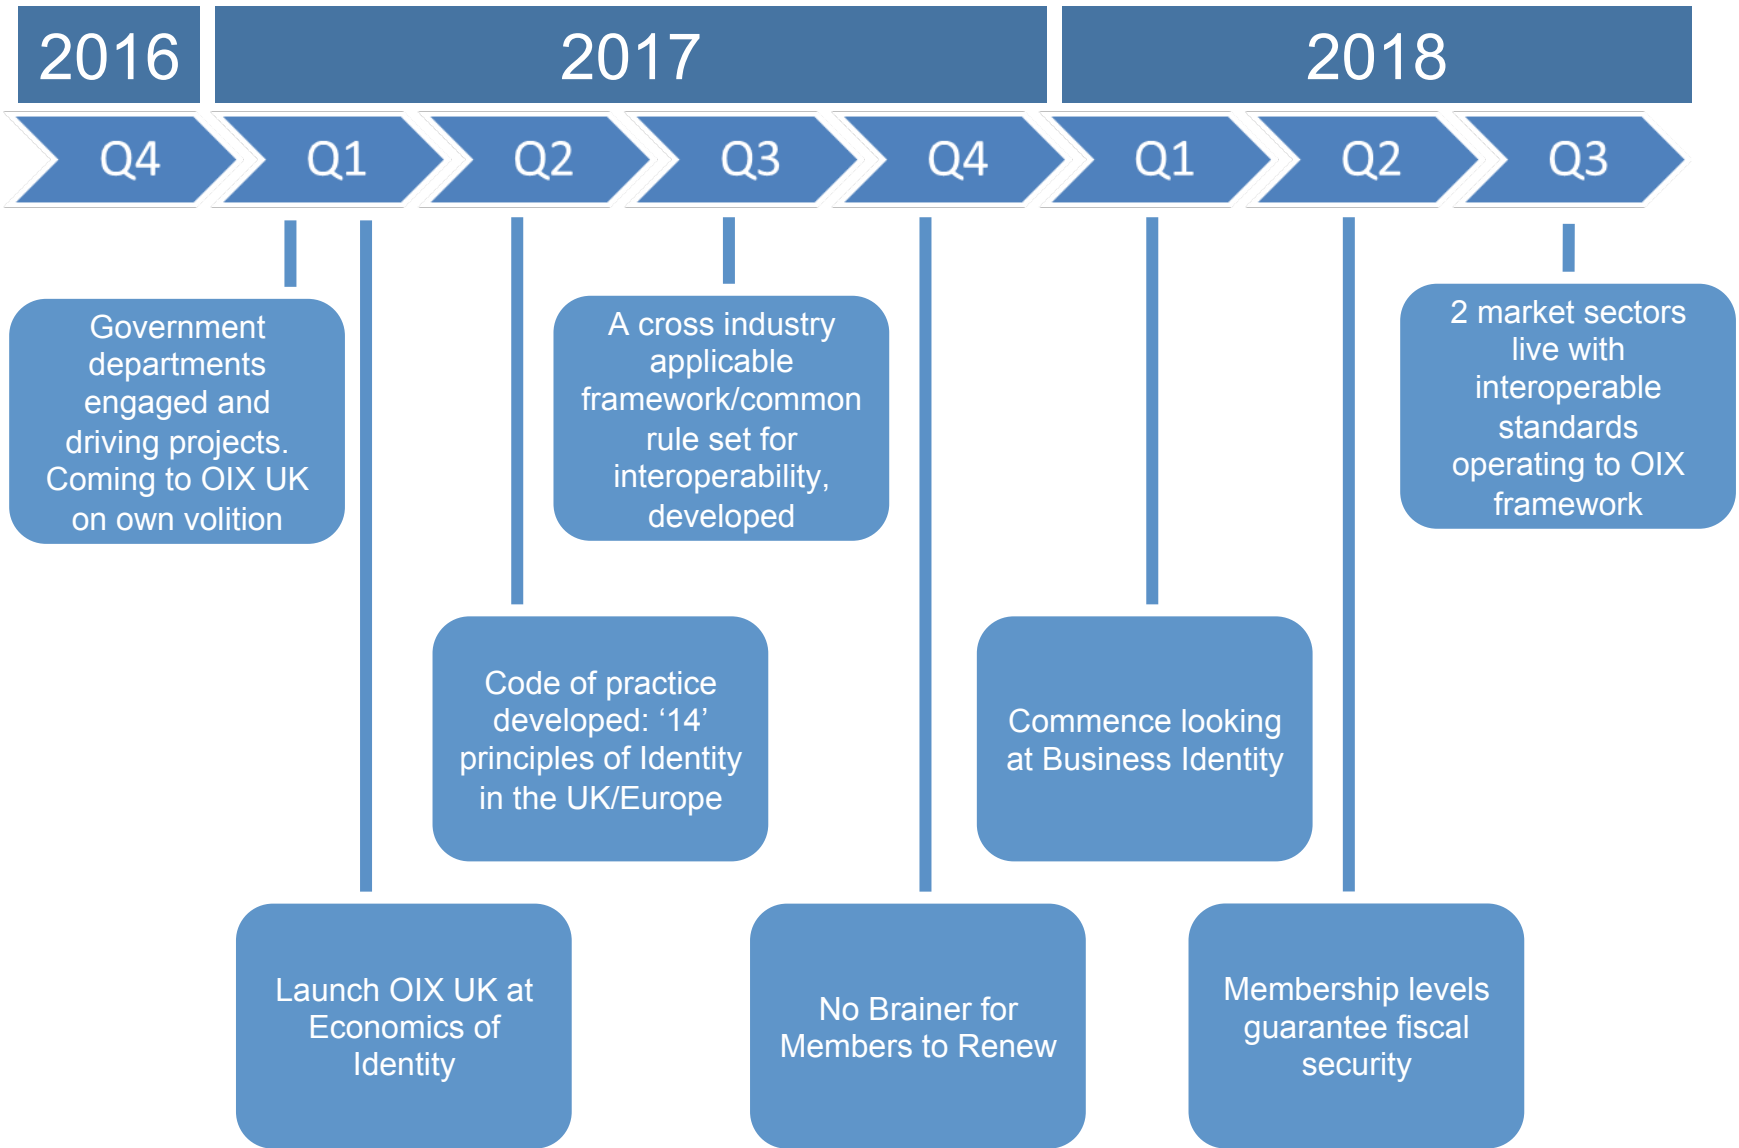 2016
2017
2018
Q4
Q1
Q2
Q3
Q4
Q1
Q2
Q3
Government
departments
engaged and
driving projects.
Coming to OIX UK
on own volition
A cross industry
applicable
framework/common
rule set for
interoperability,
developed
2 market sectors
live with
interoperable
standards
operating to OIX
framework
Code of practice
developed: ‘14’
principles of Identity
in the UK/Europe
Commence looking
at Business Identity
Launch OIX UK at
Economics of
Identity
No Brainer for
Members to Renew
Membership levels
guarantee fiscal
security